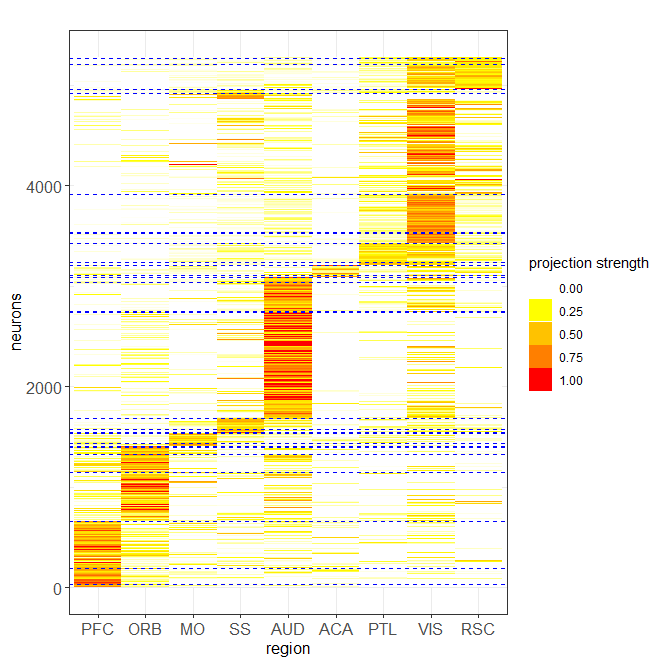 neurons
4000
2000
0
PFC ORB MO SS AUD ACA PTL VIS RSC
region
projection strength
0.00
0.25
0.50
0.75
1.00